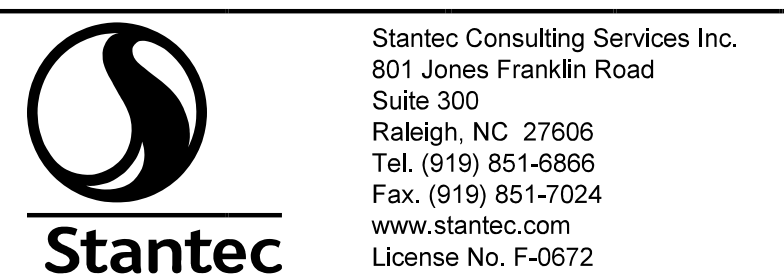 Stantec
Stantec Consulting Services Inc.
801 Jones Franklin Road
Suite 300
Raleigh, NC  27606
Tel. (919) 851-6866
Fax. (919) 851-7024
www.stantec.com
License No. F-0672